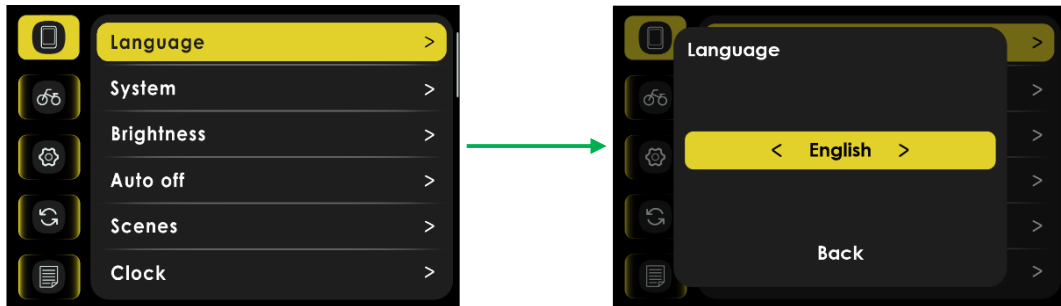 Language >
System >
Brightness >
Auto off >
Scenes >
Clock >
Language
< English >
Back
>
>
>
>
>
>